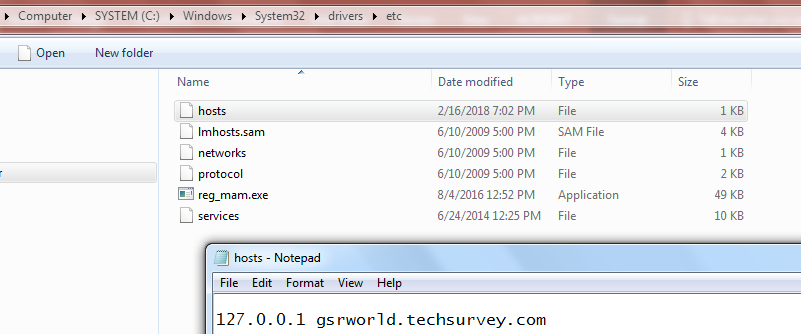 Computer SYSTEM (C:) Windows System32 drivers etc
Open New folder
Name Date modified Type Size
hosts 2/16/2018 7:02 PM File 1 KB
lmhosts.sam 6/10/2009 5:00 PM SAM File 4 KB
networks 6/10/2009 5:00 PM File 1 KB
protocol 6/10/2009 5:00 PM File 2 KB
reg_mam.exe 8/4/2016 12:52 PM Application 49 KB
services 6/24/2014 12:25 PM File 10 KB
hosts - Notepad
File Edit Format View Help
127.0.0.1 gsrworld.techsurvey.com